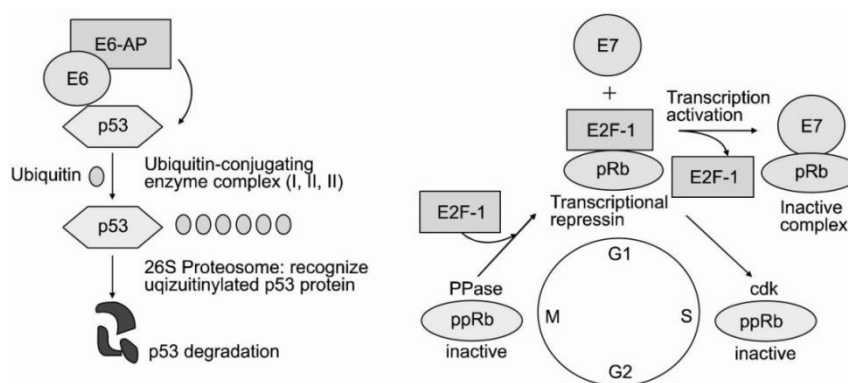 E6-AP
E6
p53
Ubiquitin
Ubiquitin-conjugating
enzyme complex (I, II, II)
p53
26S Proteosome: recognize
uqizuitinylated p53 protein
p53 degradation
E7
+
E2F-1
pRb
Transcriptional
repressin
Transcription
activation
E2F-1
E7
pRb
Inactive
complex
E2F-1
PPase
ppRb
inactive
G1
M
S
G2
cdk
ppRb
inactive